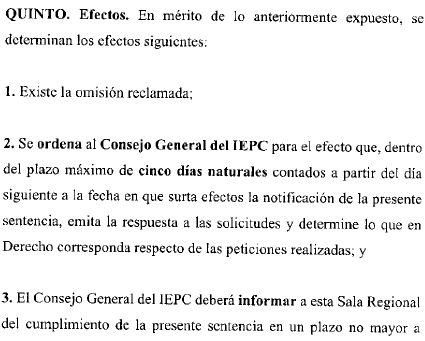 QUINTO. Efectos. En mérito de lo anteriormente expuesto, se
determinan los efectos siguientes:
1. Existe la omisión reclamada;
2. Se ordena al Consejo General del IEPC para el efecto que, dentro
del plazo máximo de cinco días naturales contados a partir del día
siguiente a la fecha en que surta efectos la notificación de la presente
sentencia, emita la respuesta a las solicitudes y determine lo que en
Derecho corresponda respecto de las peticiones realizadas; y
3. El Consejo General del IEPC deberá informar a esta Sala Regional
del cumplimiento de la presente sentencia en un plazo no mayor a